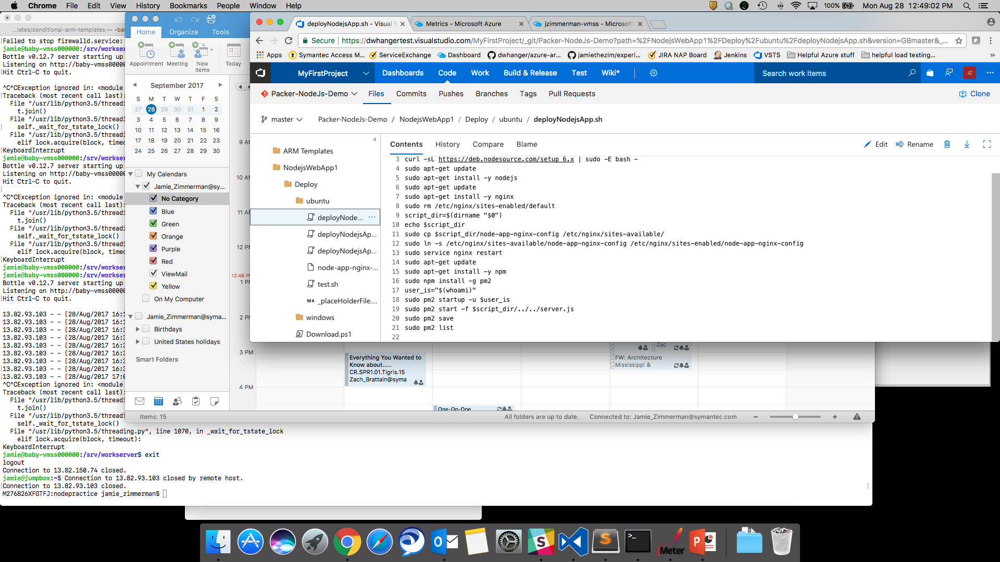 Chrome File Edit View History Bookmarks People Window Help 100% Mon Aug 28 12:49:02 PM
...lates/conditional-arm-templates — -bas
[Failed to stop firewalld.service:
jamie@baby-vmss000000:/srv/workserv
Bottle v0.12.7 server starting up
Listening on http://baby-vmss00000
[Hit Ctrl-C to quit.
^C^CException ignored in: <module
[Traceback (most recent call last):
File "/usr/lib/python3.5/threadi
t.join()
File "/usr/lib/python3.5/threadi
[ self._wait_for_tstate_lock()
File "/usr/lib/python3.5/threadi
elif lock.acquire(block, timeo
[KeyboardInterrupt
jamie@baby-vmss000000:/srv/workserv
Bottle v0.12.7 server starting up
Listening on http://baby-vmss00000
Hit Ctrl-C to quit.
[
^C^CException ignored in: <module
Traceback (most recent call last):
File "/usr/lib/python3.5/threadi
t.join()
File "/usr/lib/python3.5/threadi
self._wait_for_tstate_lock()
File "/usr/lib/python3.5/threadi
elif lock.acquire(block, timeo
[KeyboardInterrupt
jamie@baby-vmss000000:/srv/workserv
jamie@baby-vmss000000:/srv/workserv
Bottle v0.12.7 server starting up
Listening on http://baby-vmss00000
[Hit Ctrl-C to quit.
13.82.93.103 - - [28/Aug/2017 16:1
13.82.93.103 - - [28/Aug/2017 16:1
13.82.93.103 - - [28/Aug/2017 16:3
13.82.93.103 - - [28/Aug/2017 16:3
13.82.93.103 - - [28/Aug/2017 16:3
13.82.93.103 - - [28/Aug/2017 16:3
13.82.93.103 - - [28/Aug/2017 16:3
13.82.93.103 - - [28/Aug/2017 16:3
[13.82.93.103 - - [28/Aug/2017 17:0
^C^CException ignored in: <module
Traceback (most recent call last):
File "/usr/lib/python3.5/threadi
t.join()
File "/usr/lib/python3.5/threadi
self._wait_for_tstate_lock()
File "/usr/lib/python3.5/threading.py", line 1070, in _wait_for_tstate_lock
elif lock.acquire(block, timeout):
KeyboardInterrupt
jamie@baby-vmss000000:/srv/workserver$ exit
logout
Connection to 13.82.150.74 closed.
jamie@jumpbox:~$ Connection to 13.82.93.103 closed by remote host.
[Connection to 13.82.93.103 closed. ]
M276826XFGTFJ:nodepractice jamie_zimmerman$
Home Organize Tools
Appointment Meeting New Items Today
September 2017
S M T W T F S
27 28 29 30 31 1 2
3 4 5 6 7 8 9
10 11 12 13 14 15 16
17 18 19 20 21 22 23
24 25 26 27 28 29 30
My Calendars
Jamie_Zimmerman@sy...
No Category
Blue
Green
Orange
Purple
Red
ViewMail
Yellow
On My Computer
Jamie_Zimmerman@syma...
Birthdays
United States holidays
Smart Folders
Items: 15
9 AM
10 AM
11 AM
12 PM
12:48 PM
1 PM
2 PM
3 PM
4 PM
Everything You Wanted to
Know about.....
CR.SPR1.01.Tigris.15
Zach_Brattain@syma
One-On-One
Zac
FW: Architecture
Mississippi &
All folders are up to date. Connected to: Jamie_Zimmerman@symantec.com
deployNodejsApp.sh - Visual S Metrics - Microsoft Azure jzimmerman-vmss - Microsoft
Secure https://dwhangertest.visualstudio.com/MyFirstProject/_git/Packer-NodeJs-Demo?path=%2FNodejsWebApp1%2FDeploy%2Fubuntu%2FdeployNodejsApp.sh&version=GBmaster&_...
Apps Symantec Access M... ServiceExchange Dashboard dwhanger/azure-ar... jamiethezim/experi... JIRA NAP Board Jenkins VSTS Helpful Azure stuff helpful load testing... »
MyFirstProject Dashboards Code Work Build & Release Test Wiki* Search work items JZ
Packer-NodeJs-Demo Files Commits Pushes Branches Tags Pull Requests Clone
master Packer-NodeJs-Demo / NodejsWebApp1 / Deploy / ubuntu / deployNodejsApp.sh
ARM Templates
NodejsWebApp1
Deploy
ubuntu
deployNode... ...
deployNodejsAp...
deployNodejsAp...
node-app-nginx-...
test.sh
M↓ _placeHolderFile....
windows
Download.ps1
Contents History Compare Blame Edit Rename
3 curl -sL https://deb.nodesource.com/setup_6.x | sudo -E bash -
4 sudo apt-get update
5 sudo apt-get install -y nodejs
6 sudo apt-get update
7 sudo apt-get install -y nginx
8 sudo rm /etc/nginx/sites-enabled/default
9 script_dir=$(dirname "$0")
10 echo $script_dir
11 sudo cp $script_dir/node-app-nginx-config /etc/nginx/sites-available/
12 sudo ln -s /etc/nginx/sites-available/node-app-nginx-config /etc/nginx/sites-enabled/node-app-nginx-config
13 sudo service nginx restart
14 sudo apt-get update
15 sudo apt-get install -y npm
16 sudo npm install -g pm2
17 user_is="$(whoami)"
18 sudo pm2 startup -u $user_is
19 sudo pm2 start -f $script_dir/../../server.js
20 sudo pm2 save
21 sudo pm2 list
22
JMeter